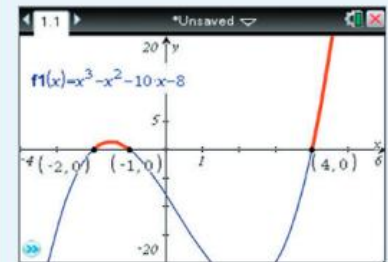 1.1 *Unsaved
20 y
f1(x)=x³-x²-10·x-8
5
x
-4 (-2,0) (-1,0) 1 (4,0) 6
-20